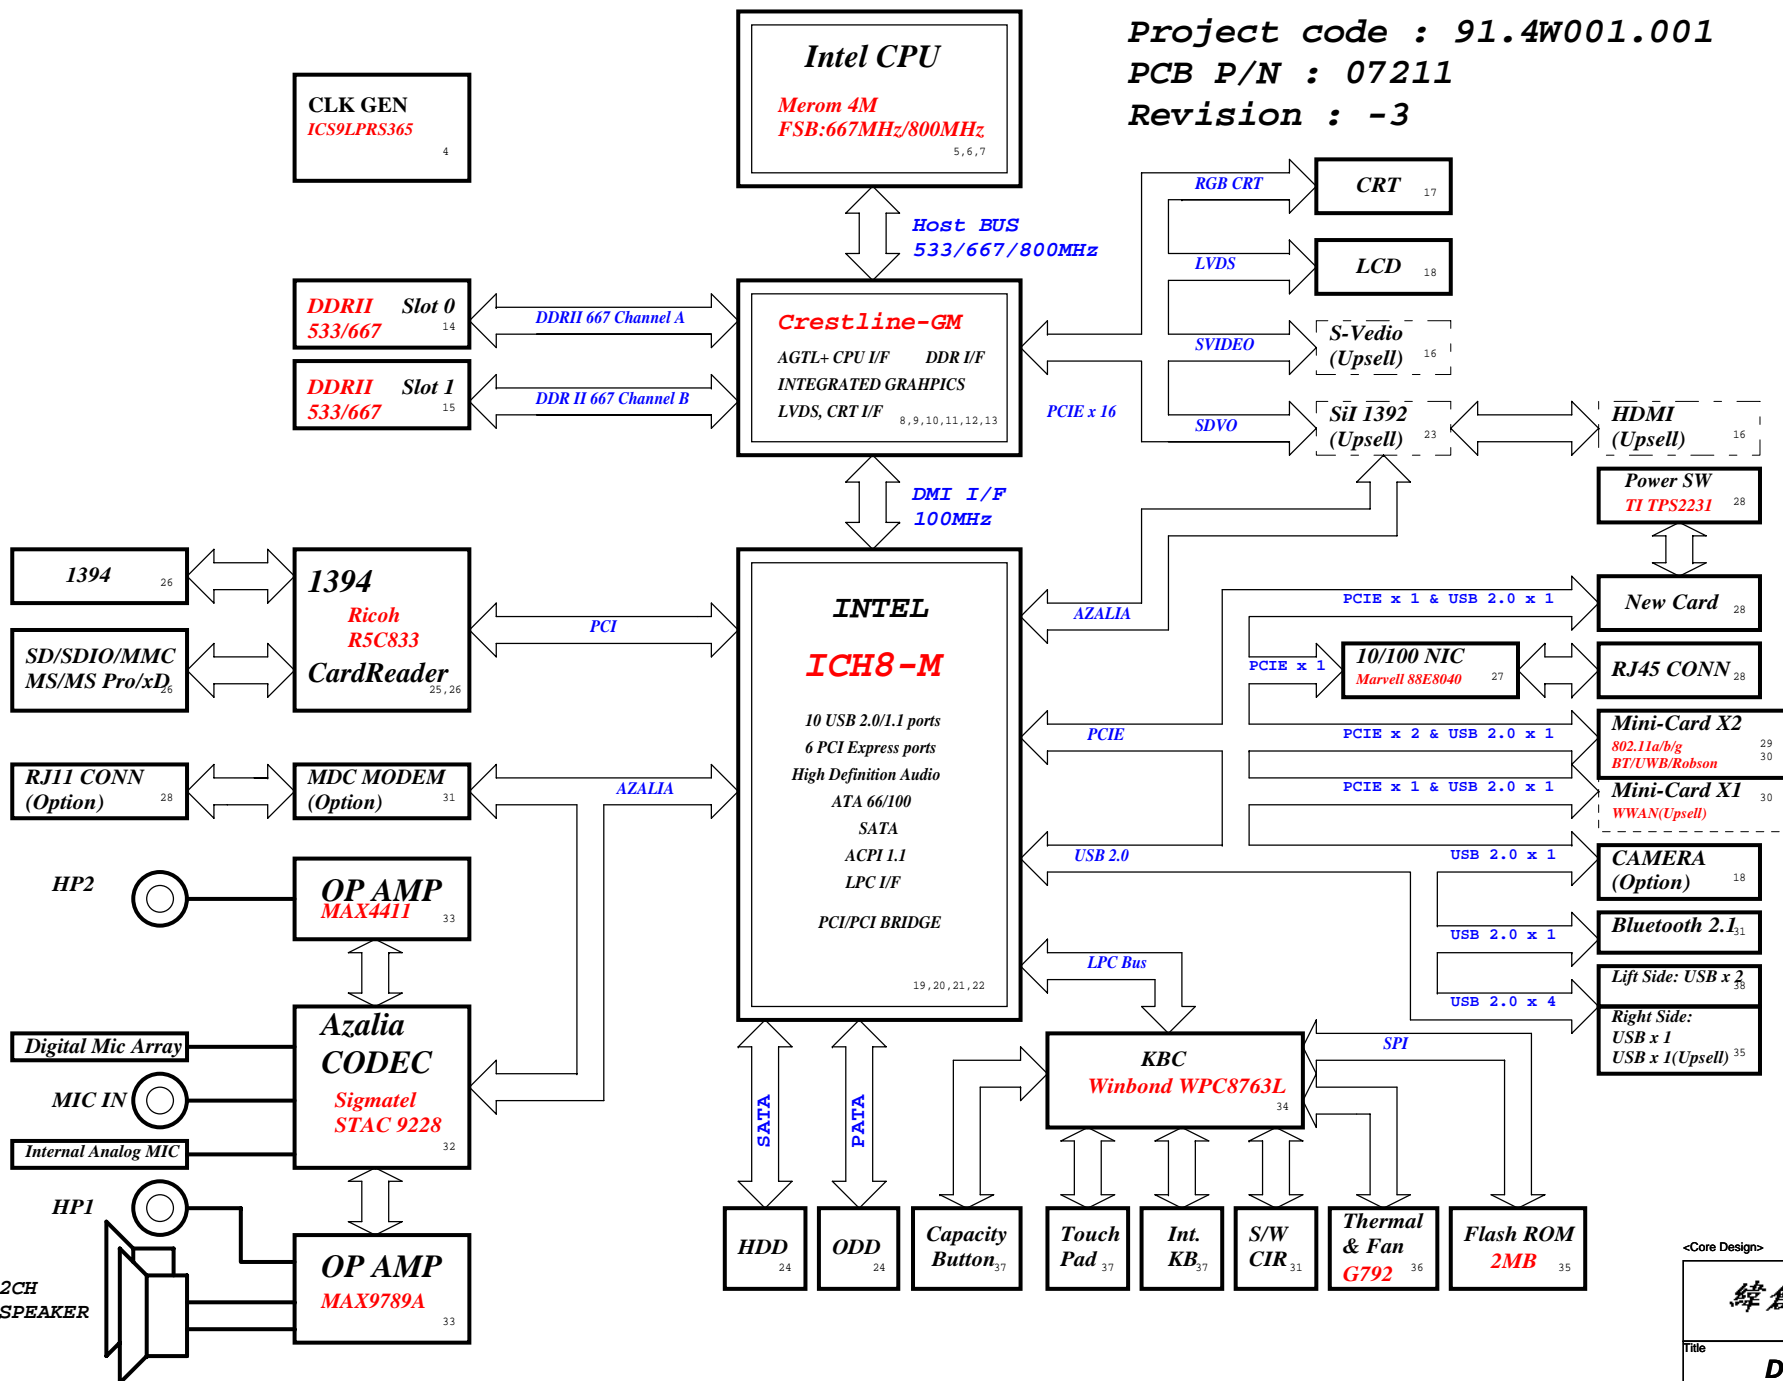 Project code : 91.4W001.001
PCB P/N : 07211
Revision : -3
Intel CPU
Merom 4M
FSB:667MHz/800MHz
5,6,7
CLK GEN
ICS9LPRS365
4
Host BUS
533/667/800MHz
RGB CRT
CRT
17
LVDS
LCD
18
SVIDEO
S-Vedio
(Upsell)
16
PCIE x 16
SDVO
SiI 1392
(Upsell)
23
HDMI
(Upsell)
16
DDRII Slot 0
533/667
14
DDRII 667 Channel A
DDRII Slot 1
533/667
15
DDR II 667 Channel B
Crestline-GM
AGTL+ CPU I/F DDR I/F
INTEGRATED GRAHPICS
LVDS, CRT I/F
8,9,10,11,12,13
DMI I/F
100MHz
Power SW
TI TPS2231
28
1394
26
SD/SDIO/MMC
MS/MS Pro/xD
26
1394
Ricoh
R5C833
CardReader
25,26
PCI
INTEL
ICH8-M
10 USB 2.0/1.1 ports
6 PCI Express ports
High Definition Audio
ATA 66/100
SATA
ACPI 1.1
LPC I/F
PCI/PCI BRIDGE
19,20,21,22
AZALIA
PCIE x 1 & USB 2.0 x 1
New Card
28
PCIE x 1
10/100 NIC
Marvell 88E8040
27
RJ45 CONN
28
PCIE
PCIE x 2 & USB 2.0 x 1
Mini-Card X2
802.11a/b/g
BT/UWB/Robson
29
30
PCIE x 1 & USB 2.0 x 1
Mini-Card X1
WWAN(Upsell)
30
USB 2.0
USB 2.0 x 1
CAMERA
(Option)
18
USB 2.0 x 1
Bluetooth 2.1
31
USB 2.0 x 4
Lift Side: USB x 2
38
Right Side:
USB x 1
USB x 1(Upsell)
35
RJ11 CONN
(Option)
28
MDC MODEM
(Option)
31
AZALIA
HP2
OP AMP
MAX4411
33
Digital Mic Array
MIC IN
Internal Analog MIC
Azalia
CODEC
Sigmatel
STAC 9228
32
HP1
2CH
SPEAKER
OP AMP
MAX9789A
33
LPC Bus
KBC
Winbond WPC8763L
34
SPI
SATA
PATA
HDD
24
ODD
24
Capacity
Button
37
Touch
Pad
37
Int.
KB
37
S/W
CIR
31
Thermal
& Fan
G792
36
Flash ROM
2MB
35
<Core Design>
緯創
Title
D